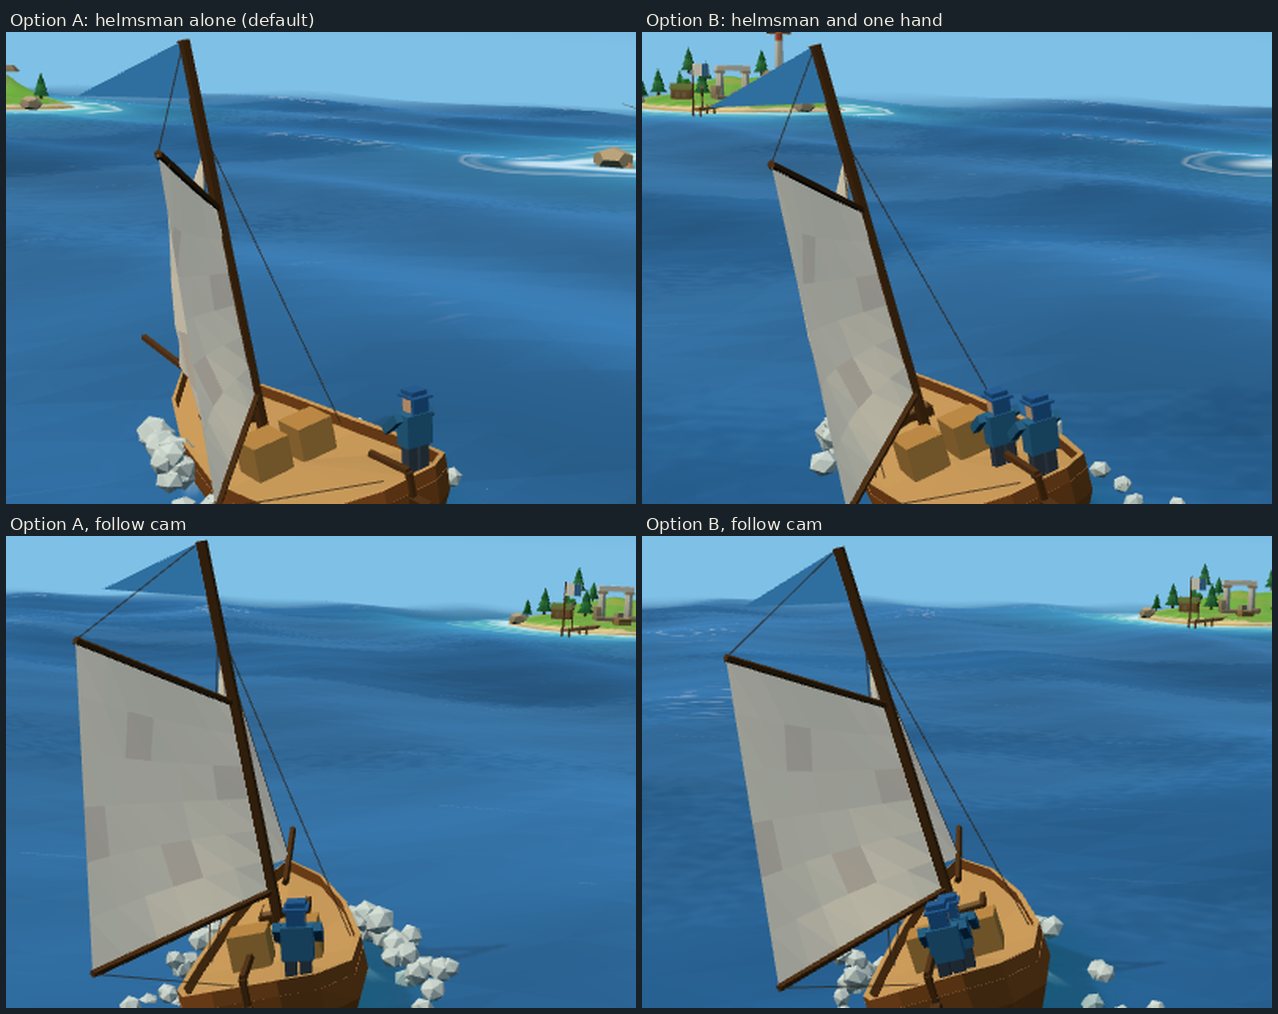 Option A: helmsman alone (default)
Option B: helmsman and one hand
Option A, follow cam
Option B, follow cam